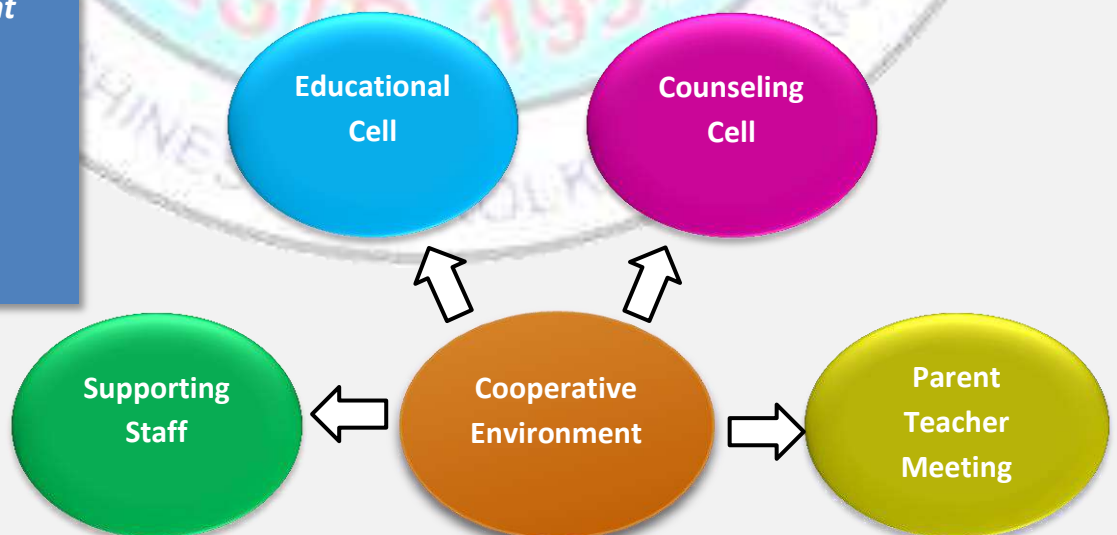 Educational
Cell
Counseling
Cell
Supporting
Staff
Cooperative
Environment
Parent
Teacher
Meeting